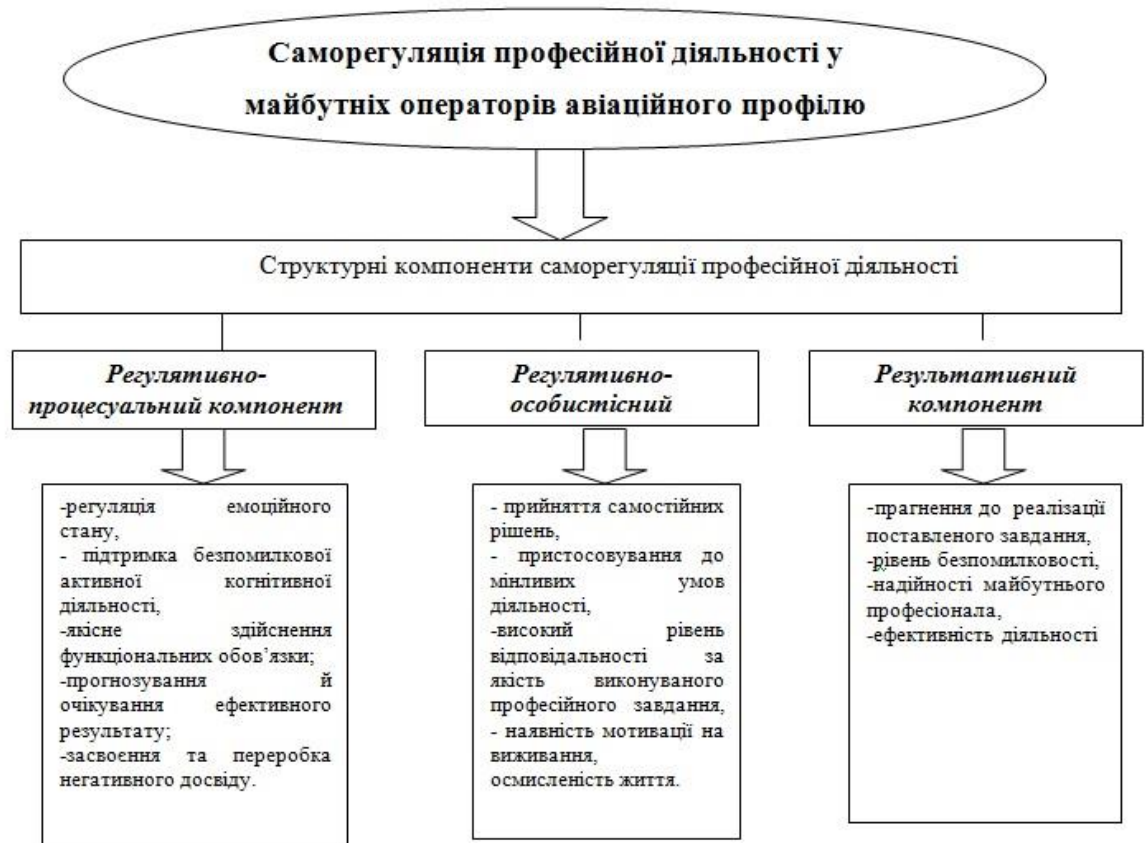 Саморегуляція професійної діяльності у
майбутніх операторів авіаційного профілю
Структурні компоненти саморегуляції професійної діяльності
Регулятивно-
процесуальний компонент
Регулятивно-
особистісний
Результативний
компонент
-регуляція емоційного
стану,
- підтримка безпомилкової
активної когнітивної
діяльності,
-якісне здійснення
функціональних обов’язки;
-прогнозування й
очікування ефективного
результату;
-засвоєння та переробка
негативного досвіду.
- прийняття самостійних
рішень,
- пристосовування до
мінливих умов
діяльності,
-високий рівень
відповідальності за
якість виконуваного
професійного завдання,
- наявність мотивації на
виживання,
осмисленість життя.
-прагнення до реалізації
поставленого завдання,
-рівень безпомилковості,
-надійності майбутнього
професіонала,
-ефективність діяльності